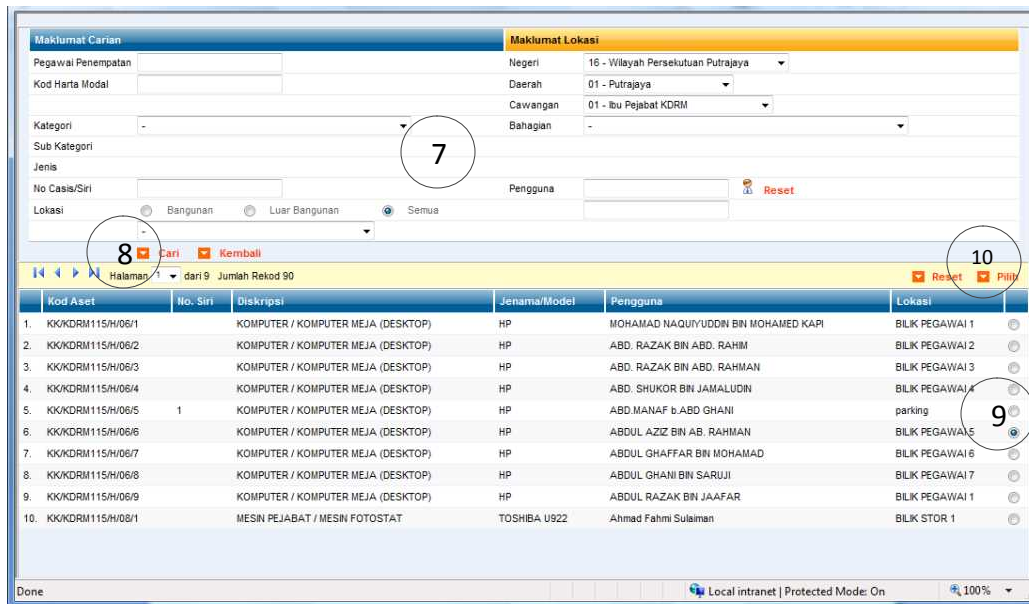 Maklumat Carian Maklumat Lokasi
Pegawai Penempatan Negeri 16 - Wilayah Persekutuan Putrajaya
Kod Harta Modal Daerah 01 - Putrajaya
Cawangan 01 - Ibu Pejabat KDRM
Kategori - Bahagian -
7
Sub Kategori
Jenis
No Casis/Siri Pengguna Reset
Lokasi Bangunan Luar Bangunan Semua
-
8 Cari Kembali 10
Halaman 1 dari 9 Jumlah Rekod 90 Reset Pilih
Kod Aset No. Siri Diskripsi Jenama/Model Pengguna Lokasi
1. KK/KDRM115/H/06/1 KOMPUTER / KOMPUTER MEJA (DESKTOP) HP MOHAMAD NAQUIYUDDIN BIN MOHAMED KAPI BILIK PEGAWAI 1
2. KK/KDRM115/H/06/2 KOMPUTER / KOMPUTER MEJA (DESKTOP) HP ABD. RAZAK BIN ABD. RAHIM BILIK PEGAWAI 2
3. KK/KDRM115/H/06/3 KOMPUTER / KOMPUTER MEJA (DESKTOP) HP ABD. RAZAK BIN ABD. RAHMAN BILIK PEGAWAI 3
4. KK/KDRM115/H/06/4 KOMPUTER / KOMPUTER MEJA (DESKTOP) HP ABD. SHUKOR BIN JAMALUDIN BILIK PEGAWAI 4
5. KK/KDRM115/H/06/5 1 KOMPUTER / KOMPUTER MEJA (DESKTOP) HP ABD.MANAF b.ABD GHANI parking 9
6. KK/KDRM115/H/06/6 KOMPUTER / KOMPUTER MEJA (DESKTOP) HP ABDUL AZIZ BIN AB. RAHMAN BILIK PEGAWAI 5
7. KK/KDRM115/H/06/7 KOMPUTER / KOMPUTER MEJA (DESKTOP) HP ABDUL GHAFFAR BIN MOHAMAD BILIK PEGAWAI 6
8. KK/KDRM115/H/06/8 KOMPUTER / KOMPUTER MEJA (DESKTOP) HP ABDUL GHANI BIN SARUJI BILIK PEGAWAI 7
9. KK/KDRM115/H/06/9 KOMPUTER / KOMPUTER MEJA (DESKTOP) HP ABDUL RAZAK BIN JAAFAR BILIK PEGAWAI 1
10. KK/KDRM115/H/08/1 MESIN PEJABAT / MESIN FOTOSTAT TOSHIBA U922 Ahmad Fahmi Sulaiman BILIK STOR 1
Done Local intranet | Protected Mode: On 100%